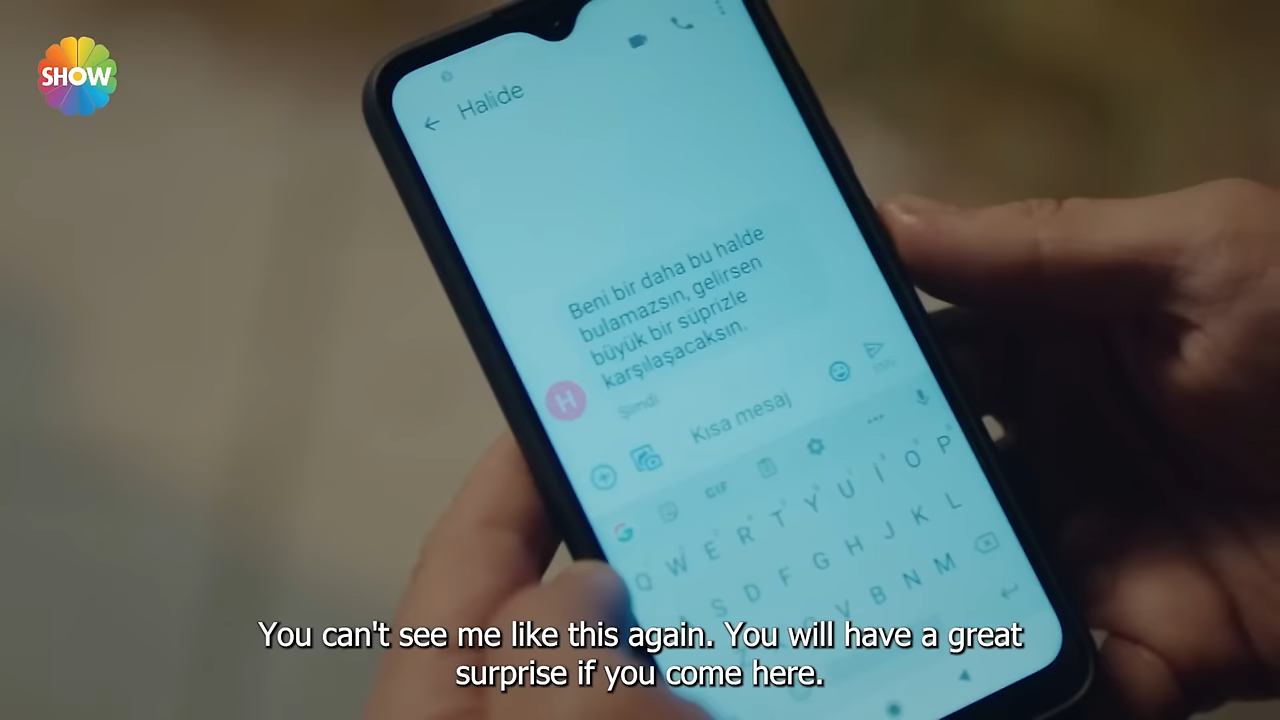 SHOW
Halide
Beni bir daha bu halde
bulamazsın, gelirsen
büyük bir süprizle
karşılaşacaksın.
H
Şimdi
Kısa mesaj
GIF
Q W E R T Y U I O P
S D F G H J K L
V B N M
You can't see me like this again. You will have a great
surprise if you come here.